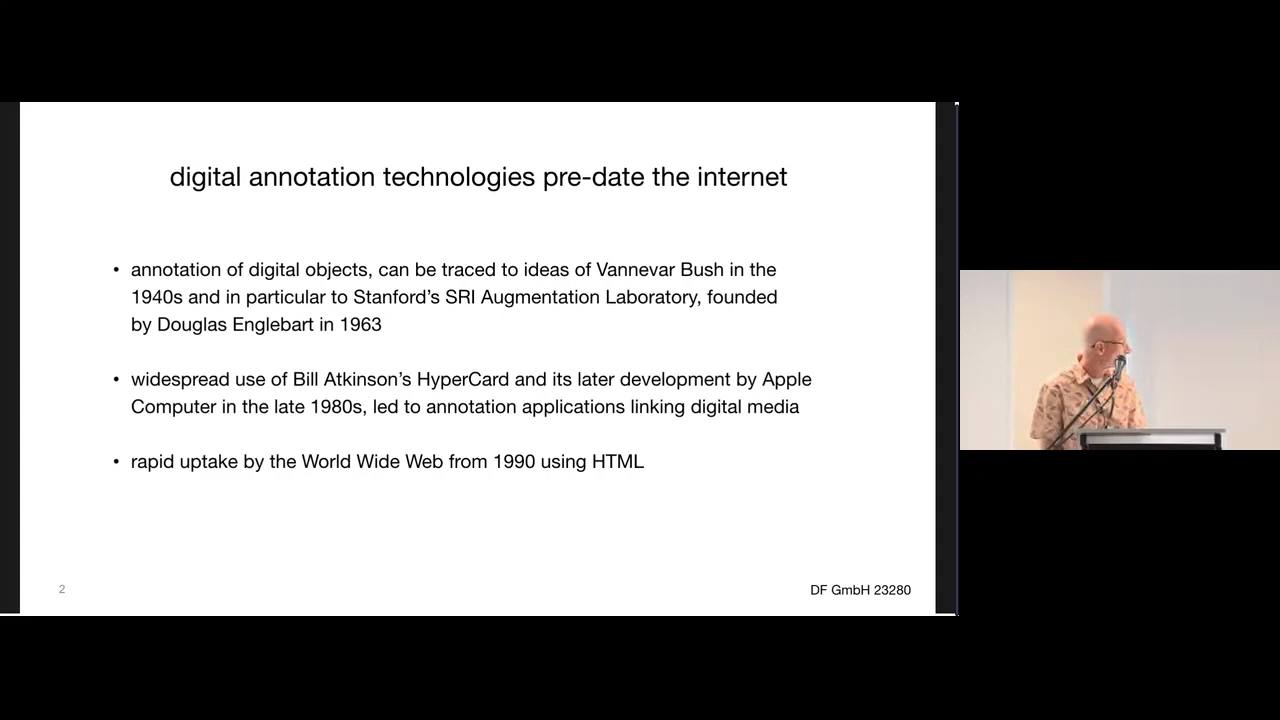 digital annotation technologies pre-date the internet
• annotation of digital objects, can be traced to ideas of Vannevar Bush in the
1940s and in particular to Stanford’s SRI Augmentation Laboratory, founded
by Douglas Englebart in 1963
• widespread use of Bill Atkinson’s HyperCard and its later development by Apple
Computer in the late 1980s, led to annotation applications linking digital media
• rapid uptake by the World Wide Web from 1990 using HTML
2
DF GmbH 23280